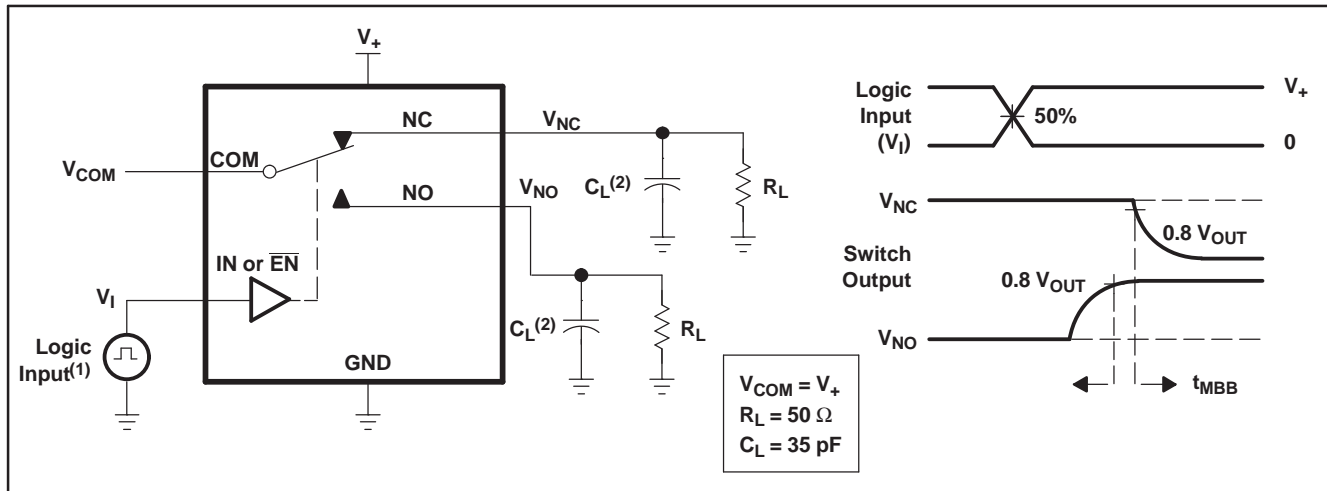 V+
NC
VNC
COM
VCOM
CL(2)
RL
NO
VNO
IN or E̅N̅
VI
CL(2)
RL
Logic
Input(1)
GND
VCOM = V+
RL = 50 Ω
CL = 35 pF
Logic
Input
(VI)
V+
50%
0
VNC
0.8 VOUT
Switch
Output
0.8 VOUT
VNO
tMBB